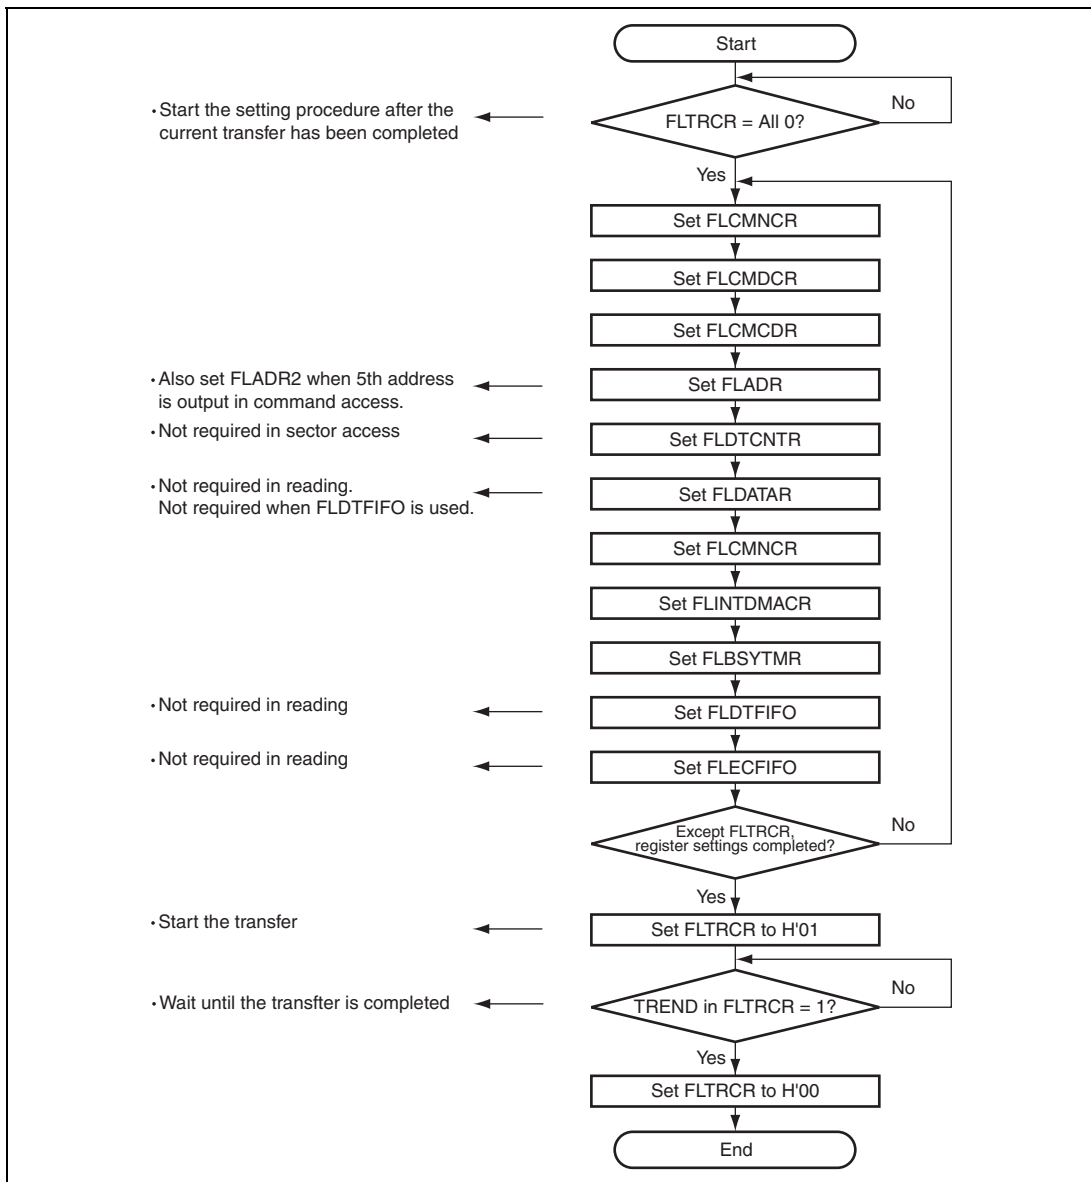 Start
No
• Start the setting procedure after the
current transfer has been completed
FLTRCR = All 0?
Yes
Set FLCMNCR
Set FLCMDCR
Set FLCMCDR
• Also set FLADR2 when 5th address
is output in command access.
Set FLADR
• Not required in sector access
Set FLDTCNTR
• Not required in reading.
Not required when FLDTFIFO is used.
Set FLDATAR
Set FLCMNCR
Set FLINTDMACR
Set FLBSYTMR
• Not required in reading
Set FLDTFIFO
• Not required in reading
Set FLECFIFO
Except FLTRCR,
register settings completed?
No
Yes
• Start the transfer
Set FLTRCR to H'01
• Wait until the transfter is completed
TREND in FLTRCR = 1?
No
Yes
Set FLTRCR to H'00
End